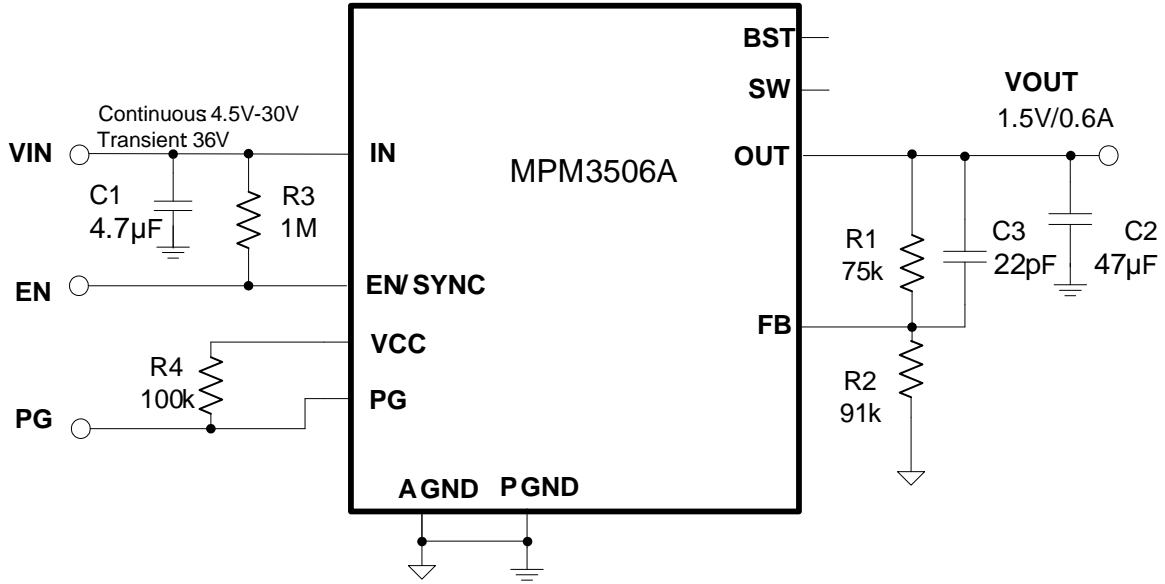 BST
SW
VOUT
1.5V/0.6A
Continuous: 4.5V-30V
Transient: 36V
VIN
IN
MPM3506A
OUT
C1
4.7µF
R3
1M
R1
75k
C3
22pF
C2
47µF
EN
EN/SYNC
FB
VCC
R4
100k
PG
PG
R2
91k
AGND
PGND